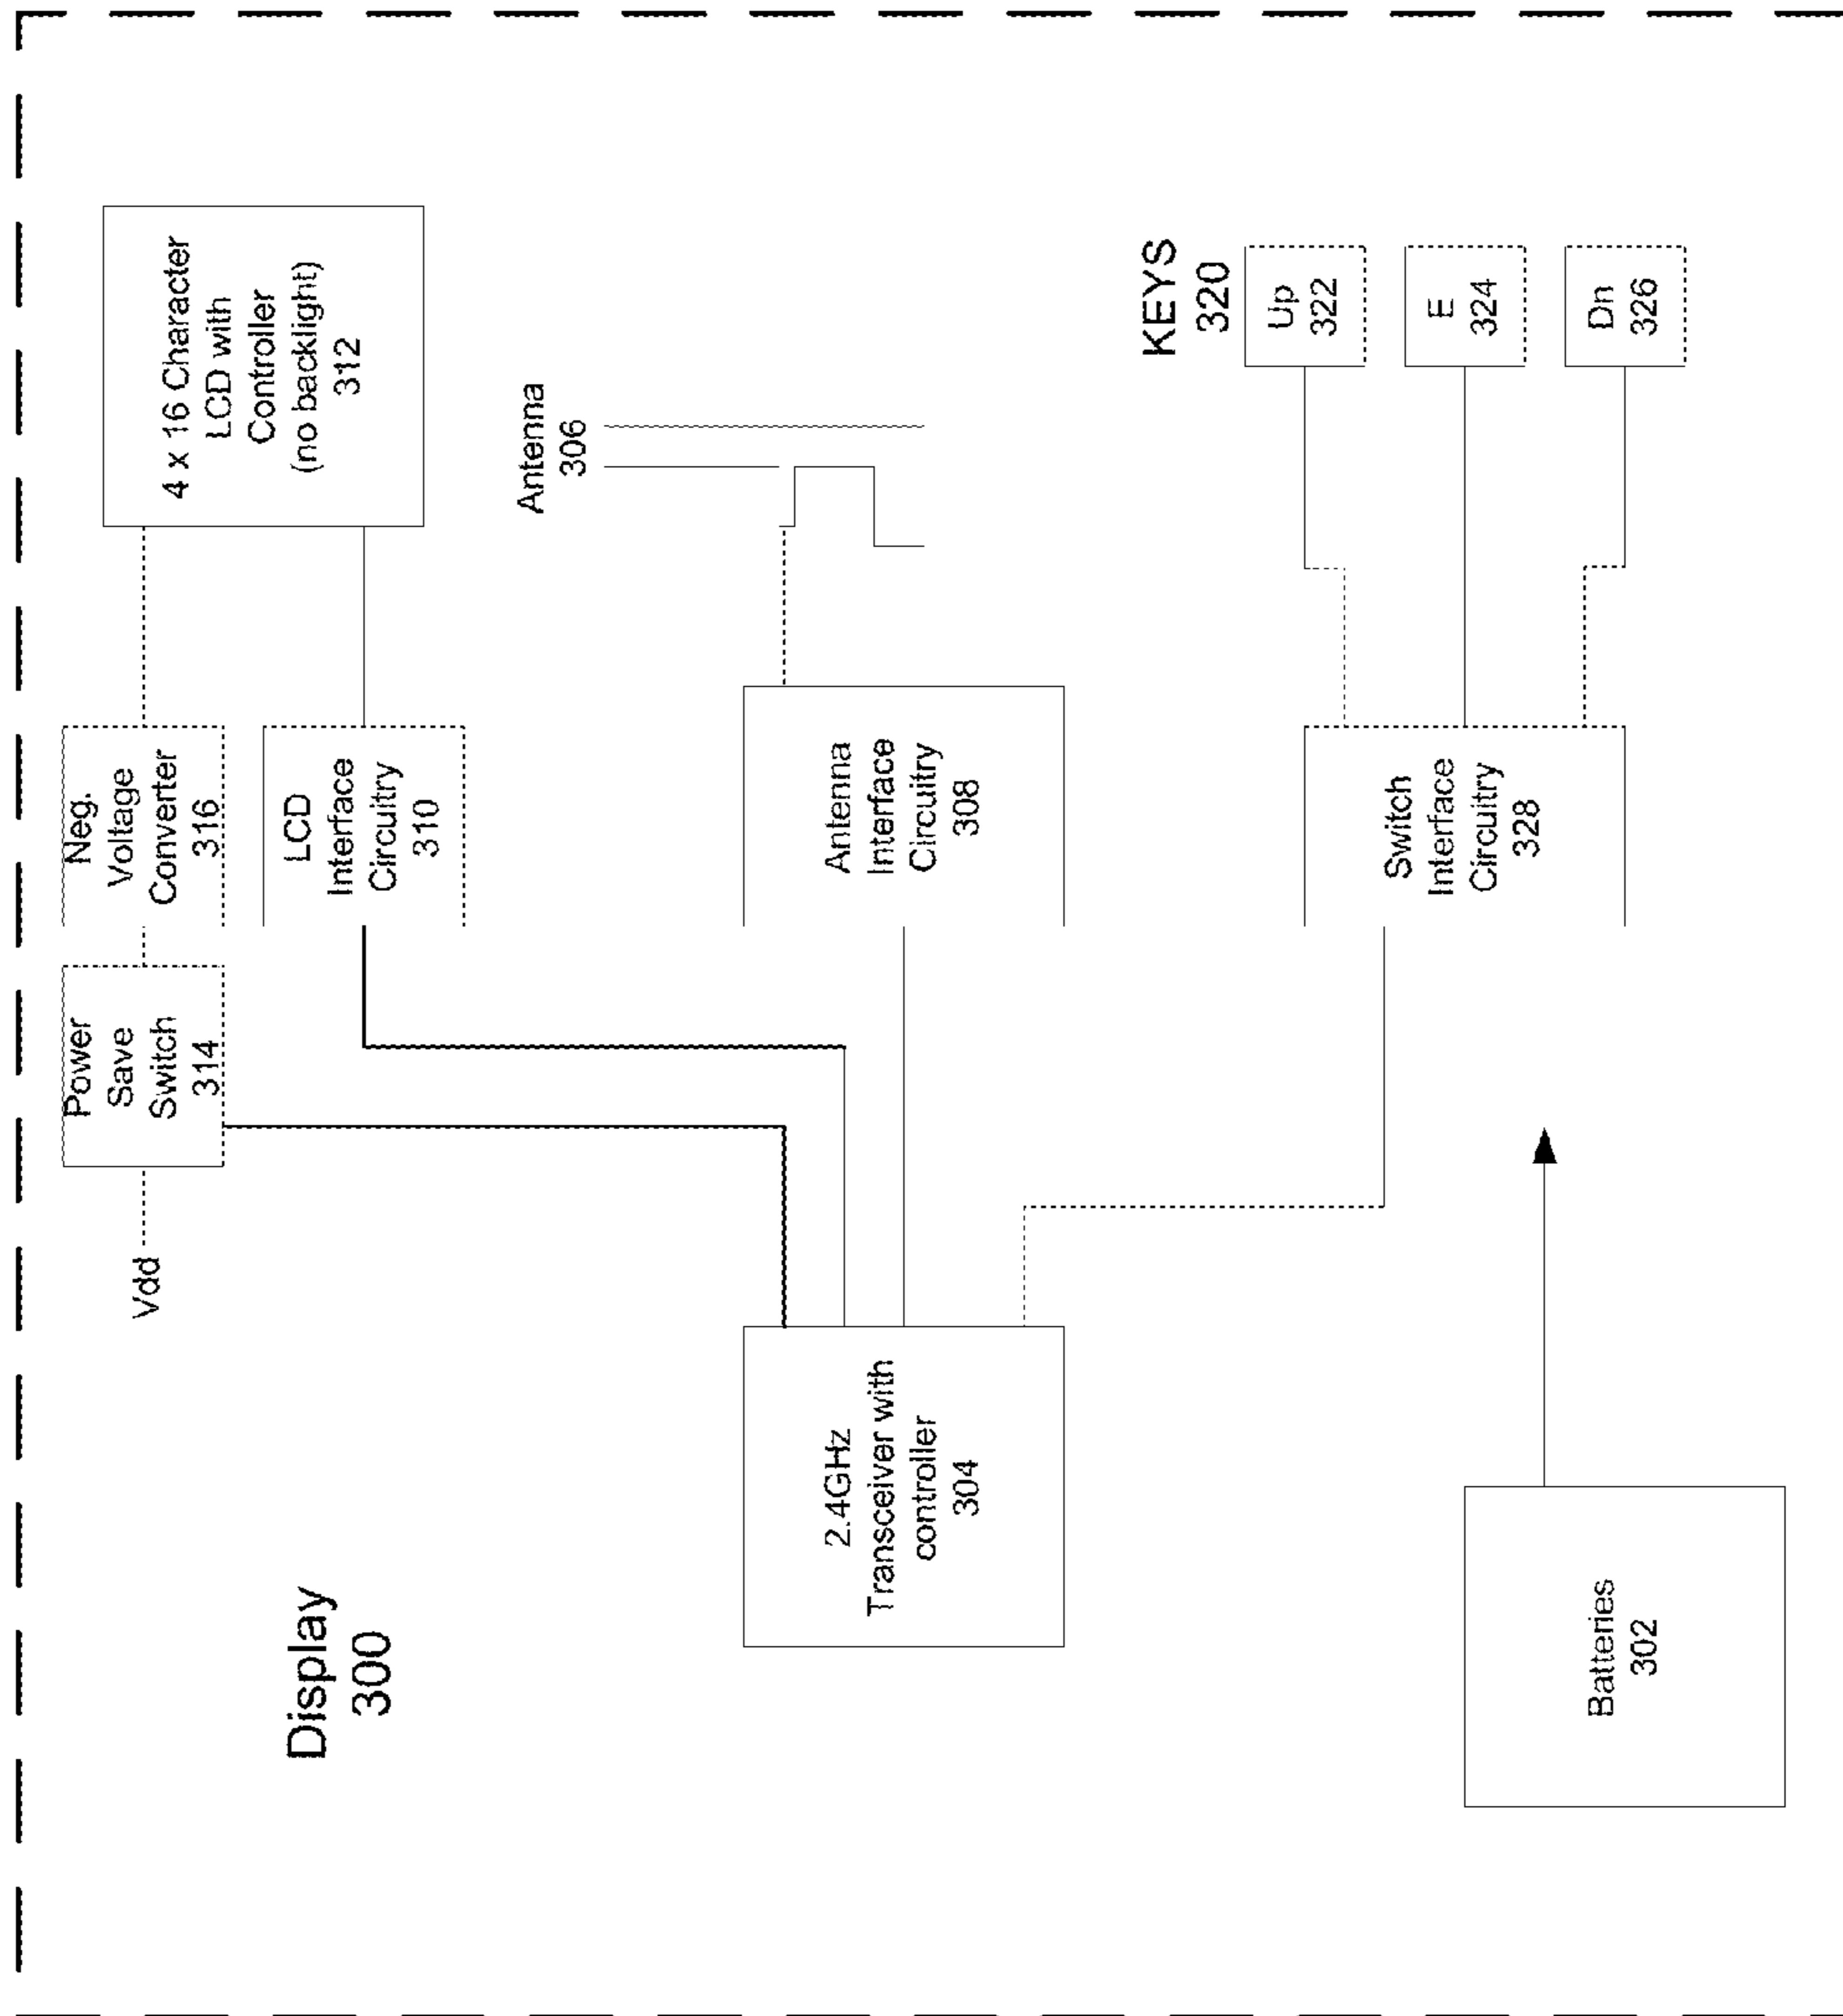 Display
300
Vdd
Power
Save
Switch
314
Neg.
Voltage
Converter
316
LCD
Interface
Circuitry
310
4 x 16 Character
LCD with
Controller
(no backlight)
312
Antenna
306
2.4GHz
Transceiver with
controller
304
Antenna
Interface
Circuitry
308
KEYS
320
Up
322
E
324
Dn
326
Switch
Interface
Circuitry
328
Batteries
302